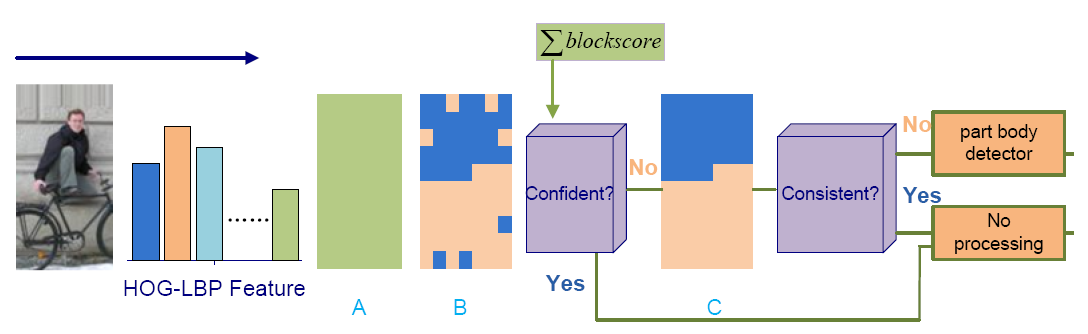 ∑blockscore
HOG-LBP Feature
......
A
B
Confident?
No
Yes
C
Consistent?
No
Yes
part body
detector
No
processing